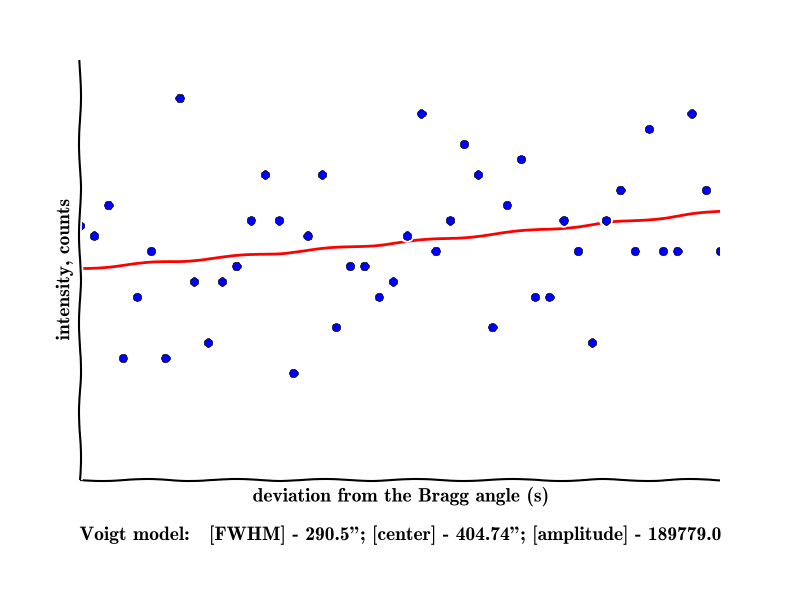 intensity, counts
deviation from the Bragg angle (s)
Voigt model: [FWHM] - 290.5”; [center] - 404.74”; [amplitude] - 189779.0